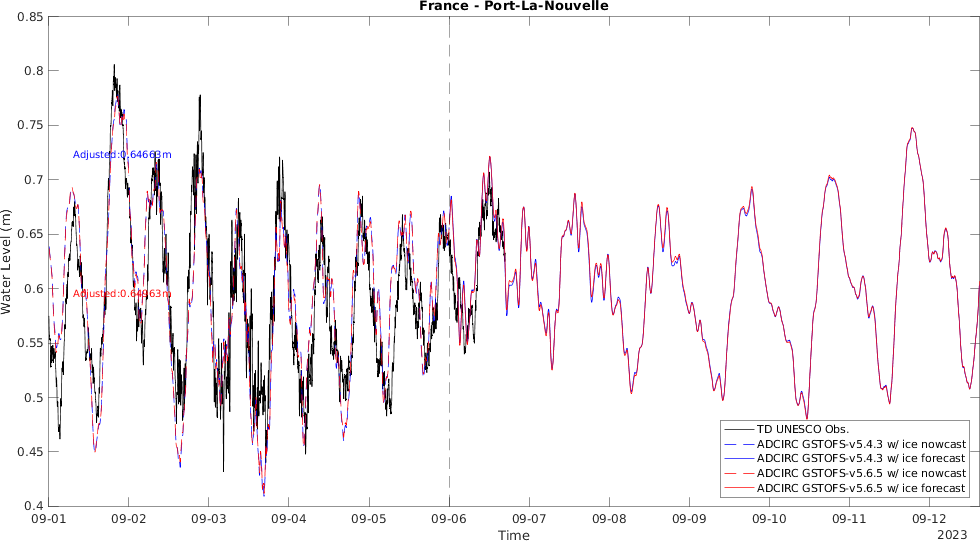 France - Port-La-Nouvelle
0.85
0.8
0.75
0.7
0.65
0.6
0.55
0.5
0.45
0.4
Water Level (m)
Adjusted:0.64663m
Adjusted:0.64963m
TD UNESCO Obs.
ADCIRC GSTOFS-v5.4.3 w/ ice nowcast
ADCIRC GSTOFS-v5.4.3 w/ ice forecast
ADCIRC GSTOFS-v5.6.5 w/ ice nowcast
ADCIRC GSTOFS-v5.6.5 w/ ice forecast
09-01 09-02 09-03 09-04 09-05 09-06 09-07 09-08 09-09 09-10 09-11 09-12
Time
2023